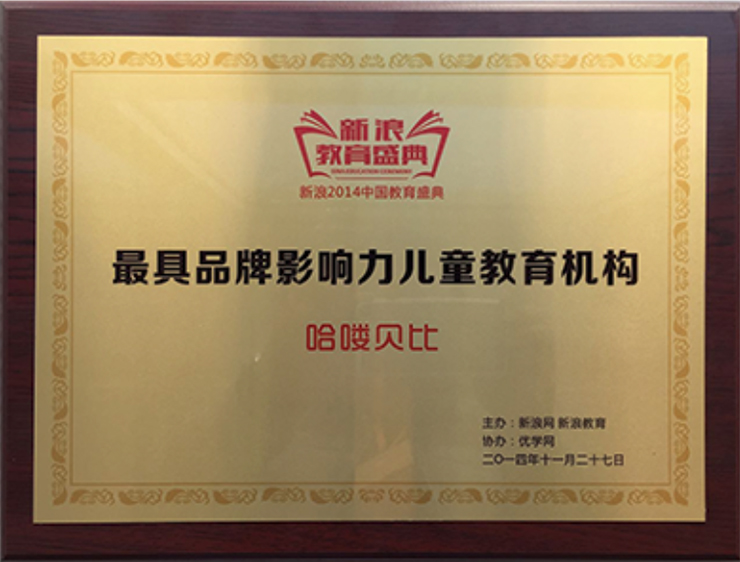 新浪
教育盛典
SINA EDUCATION CEREMONY
新浪2014中国教育盛典
最具品牌影响力儿童教育机构
哈喽贝比
主办：新浪网 新浪教育
协办：优学网
二〇一四年十一月二十七日